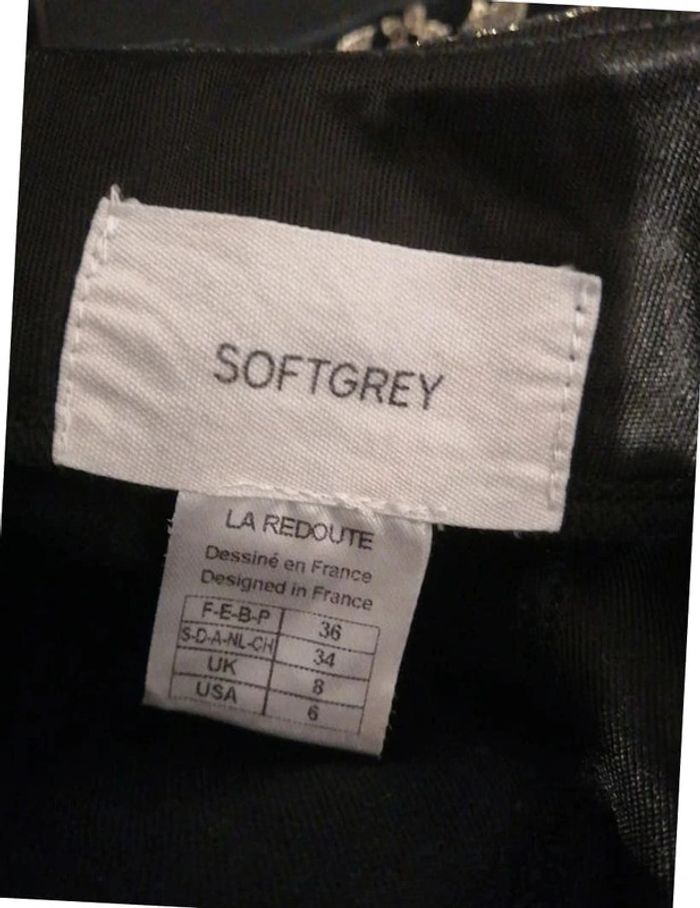 SOFTGREY
LA REDOUTE
Dessiné en France
Designed in France
F-E-B-P 36
S-D-A-NL-CH 34
UK 8
USA 6